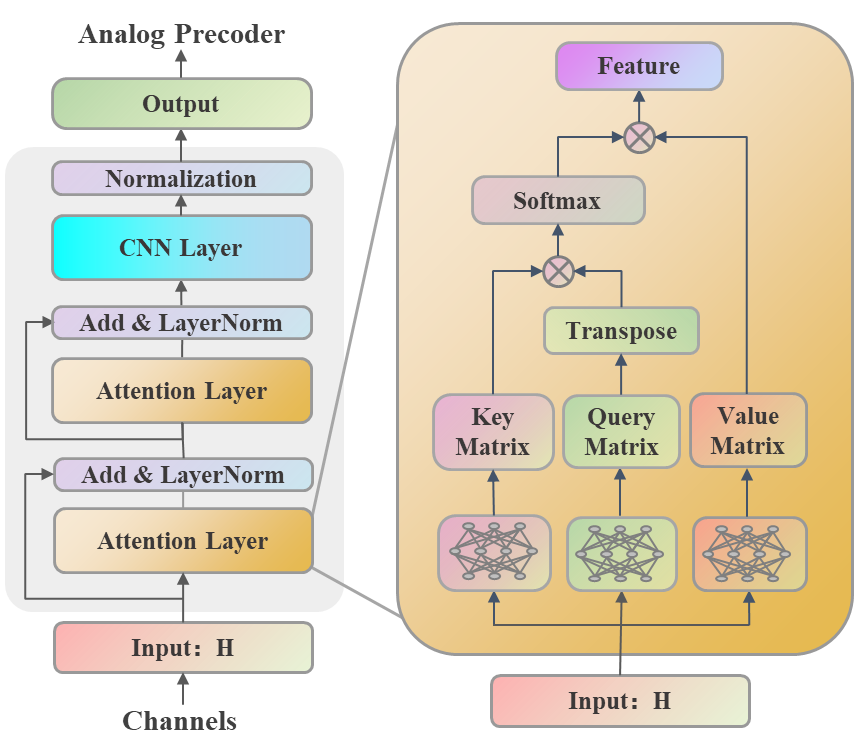 Analog Precoder
Output
Normalization
CNN Layer
Add & LayerNorm
Attention Layer
Add & LayerNorm
Attention Layer
Input：H
Channels
Feature
Softmax
Transpose
Key
Matrix
Query
Matrix
Value
Matrix
Input：H